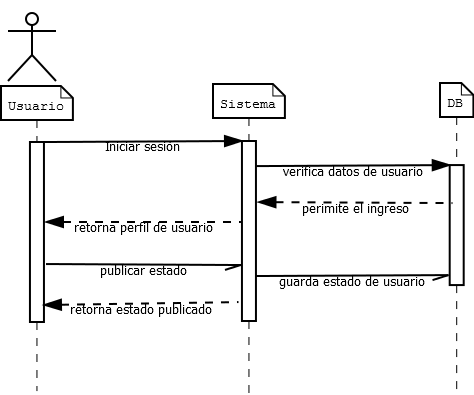 Usuario
Sistema
DB
Iniciar sesión
verifica datos de usuario
perimite el ingreso
retorna perfil de usuario
publicar estado
guarda estado de usuario
retorna estado publicado